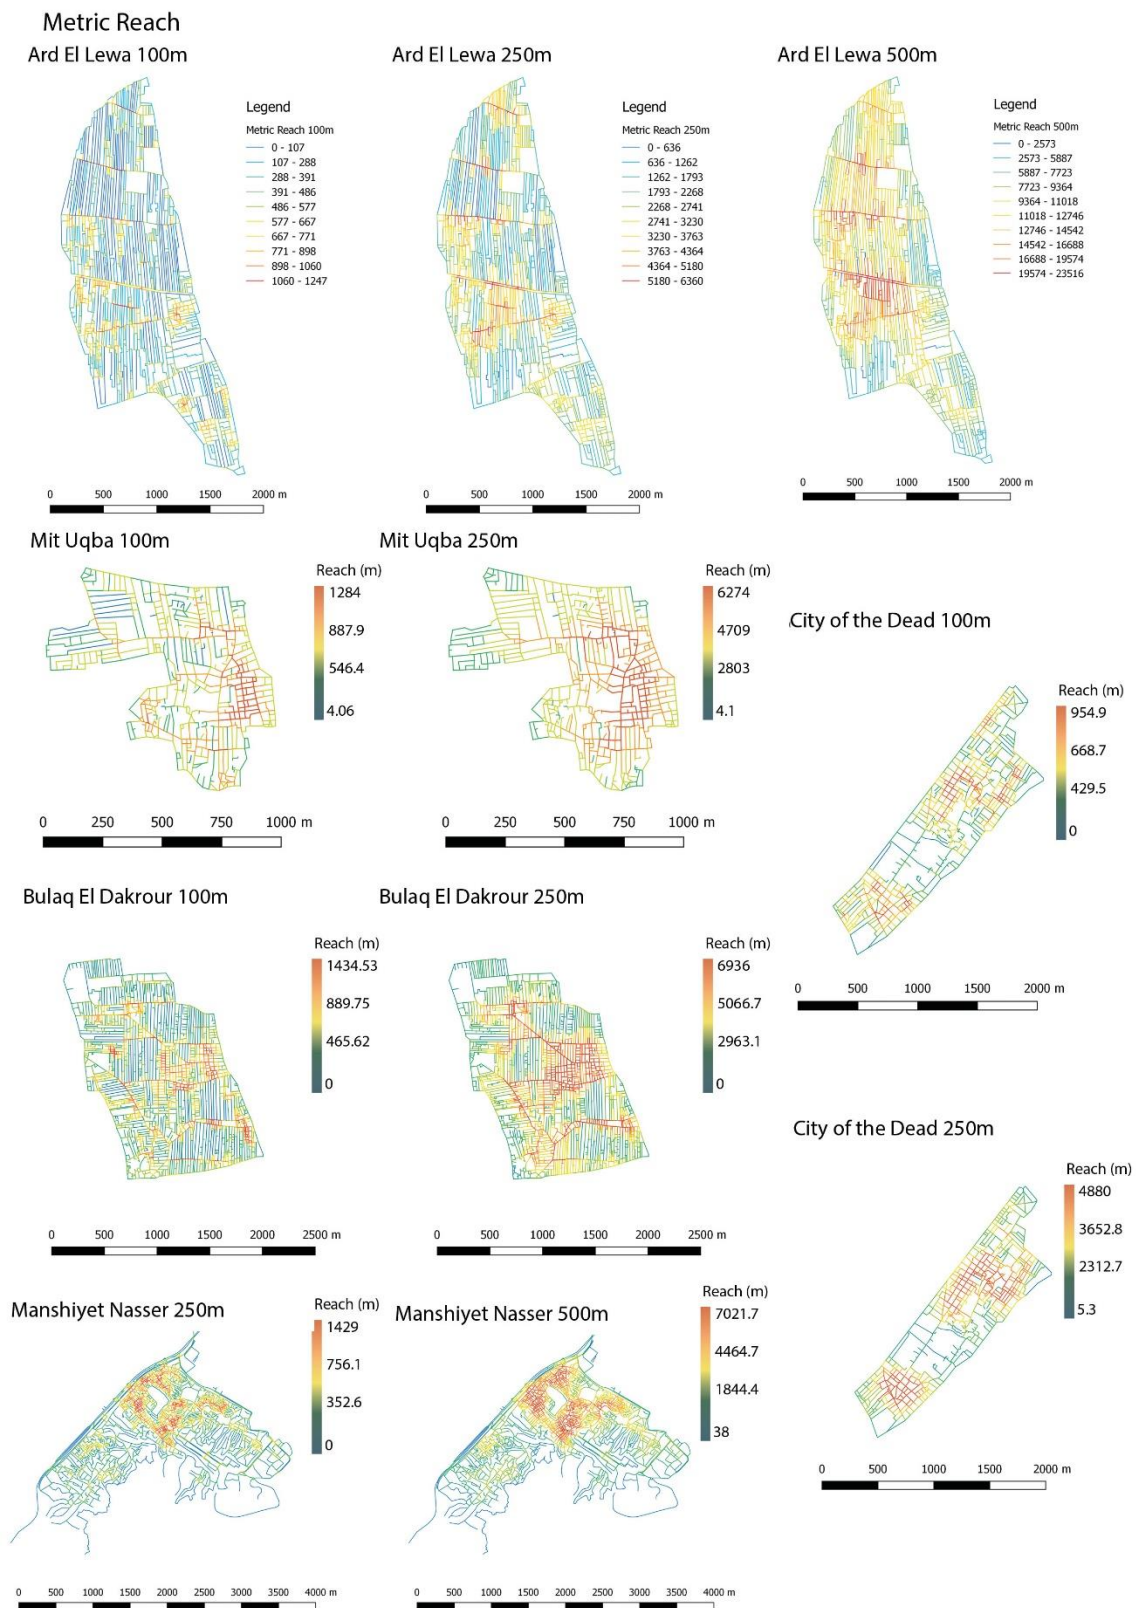 Metric Reach
Ard El Lewa 100m
Legend
Metric Reach 100m
0 - 107
107 - 288
288 - 391
391 - 486
486 - 577
577 - 667
667 - 771
771 - 898
898 - 1060
1060 - 1247
0 500 1000 1500 2000 m
Ard El Lewa 250m
Legend
Metric Reach 250m
0 - 636
636 - 1262
1262 - 1793
1793 - 2268
2268 - 2741
2741 - 3230
3230 - 3763
3763 - 4364
4364 - 5180
5180 - 6360
0 500 1000 1500 2000 m
Ard El Lewa 500m
Legend
Metric Reach 500m
0 - 2573
2573 - 5887
5887 - 7723
7723 - 9364
9364 - 11018
11018 - 12746
12746 - 14542
14542 - 16688
16688 - 19574
19574 - 23516
0 500 1000 1500 2000 m
Mit Uqba 100m
Reach (m)
1284
887.9
546.4
4.06
0 250 500 750 1000 m
Mit Uqba 250m
Reach (m)
6274
4709
2803
4.1
0 250 500 750 1000 m
City of the Dead 100m
Reach (m)
954.9
668.7
429.5
0
0 500 1000 1500 2000 m
Bulaq El Dakrour 100m
Reach (m)
1434.53
889.75
465.62
0
0 500 1000 1500 2000 2500 m
Bulaq El Dakrour 250m
Reach (m)
6936
5066.7
2963.1
0
0 500 1000 1500 2000 2500 m
City of the Dead 250m
Reach (m)
4880
3652.8
2312.7
5.3
0 500 1000 1500 2000 m
Manshiyet Nasser 250m
Reach (m)
1429
756.1
352.6
0
0 500 1000 1500 2000 2500 3000 3500 4000 m
Manshiyet Nasser 500m
Reach (m)
7021.7
4464.7
1844.4
38
0 500 1000 1500 2000 2500 3000 3500 4000 m